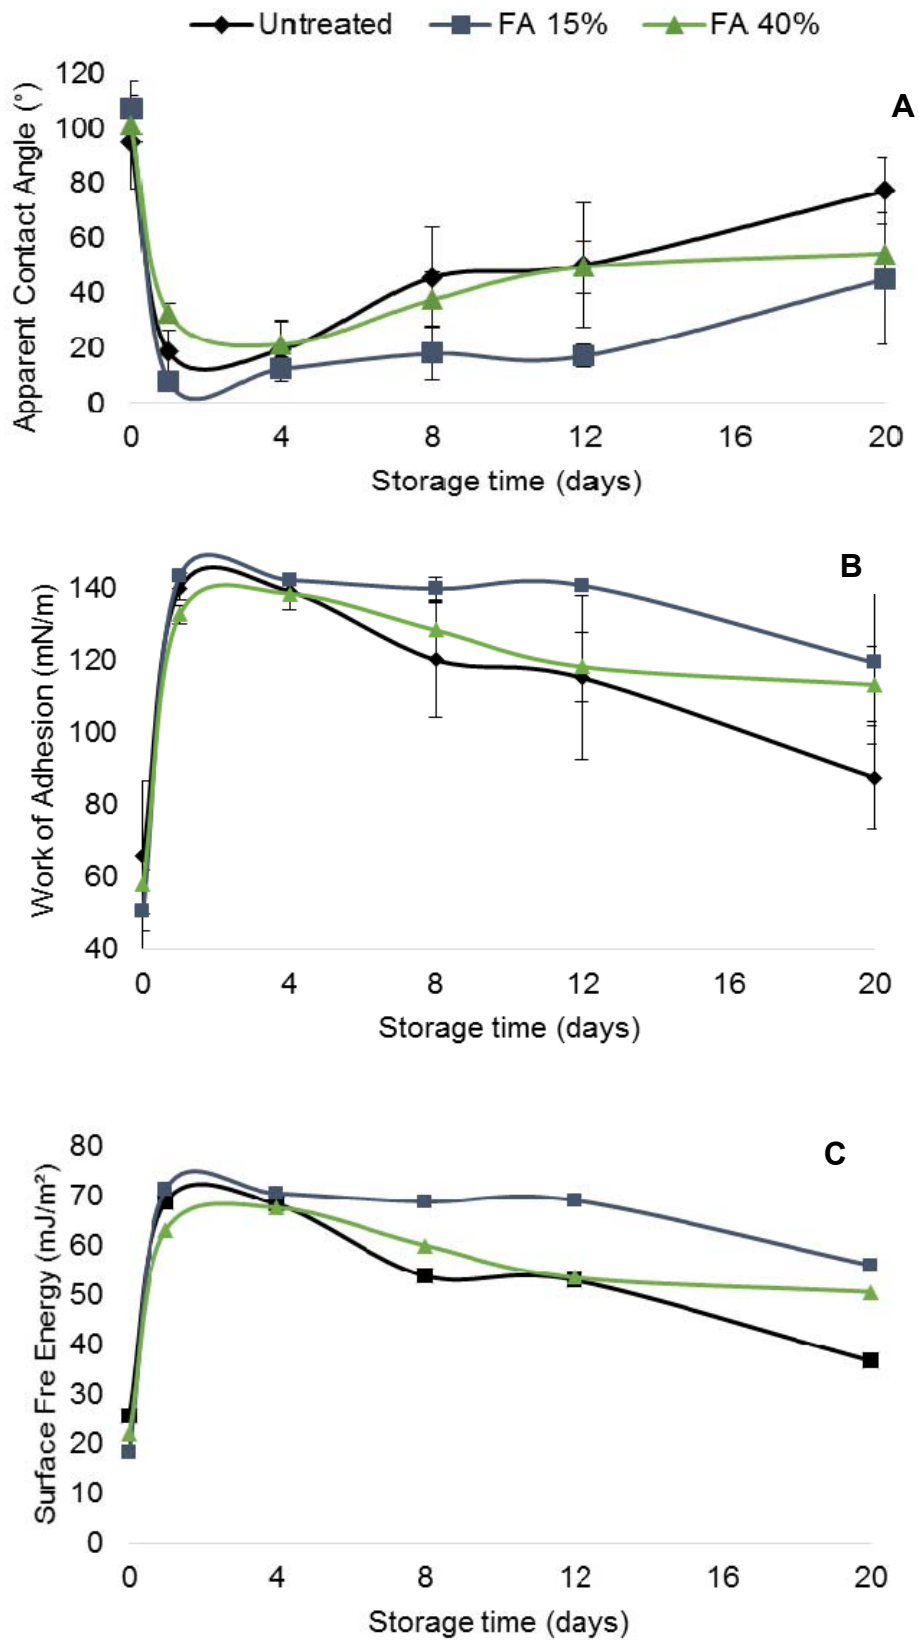 Untreated FA 15% FA 40%
A
Apparent Contact Angle (°)
120
100
80
60
40
20
0
0 4 8 12 16 20
Storage time (days)
B
Work of Adhesion (mN/m)
140
120
100
80
60
40
0 4 8 12 16 20
Storage time (days)
C
Surface Fre Energy (mJ/m²)
80
70
60
50
40
30
20
10
0
0 4 8 12 16 20
Storage time (days)